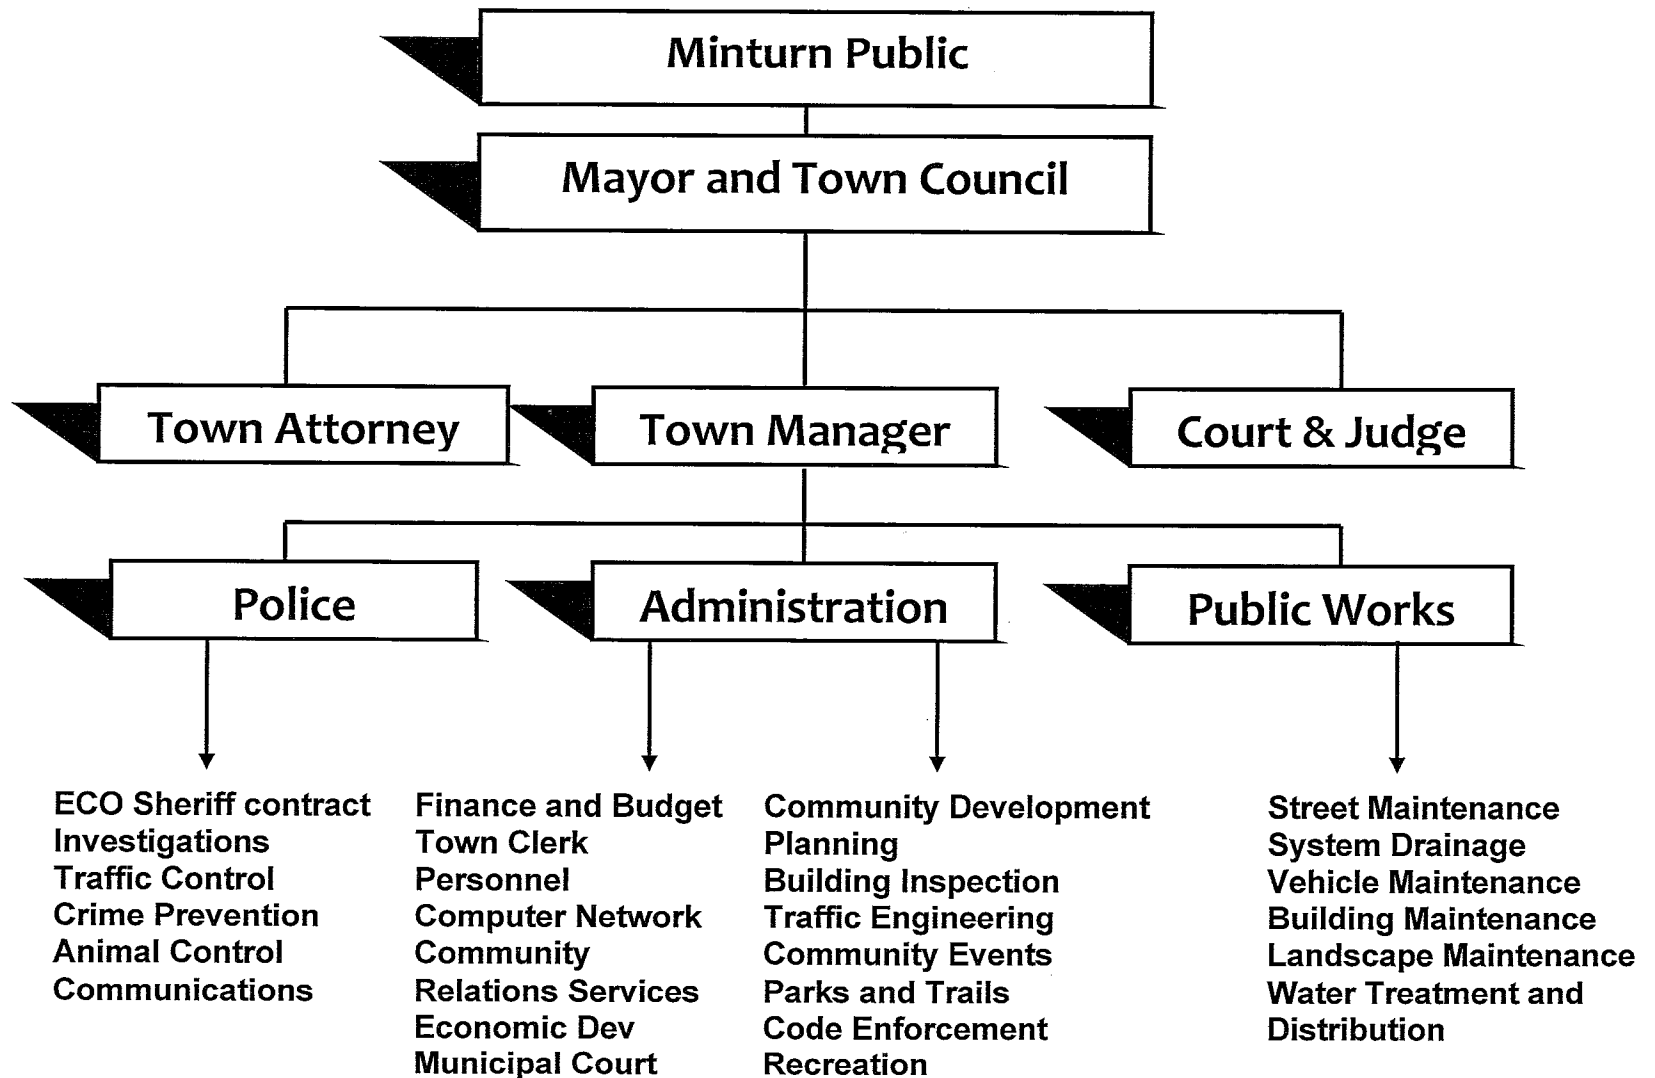 Minturn Public
Mayor and Town Council
Town Attorney
Town Manager
Court & Judge
Police
Administration
Public Works
ECO Sheriff contract
Investigations
Traffic Control
Crime Prevention
Animal Control
Communications
Finance and Budget
Town Clerk
Personnel
Computer Network
Community
Relations Services
Economic Dev
Municipal Court
Community Development
Planning
Building Inspection
Traffic Engineering
Community Events
Parks and Trails
Code Enforcement
Recreation
Street Maintenance
System Drainage
Vehicle Maintenance
Building Maintenance
Landscape Maintenance
Water Treatment and
Distribution